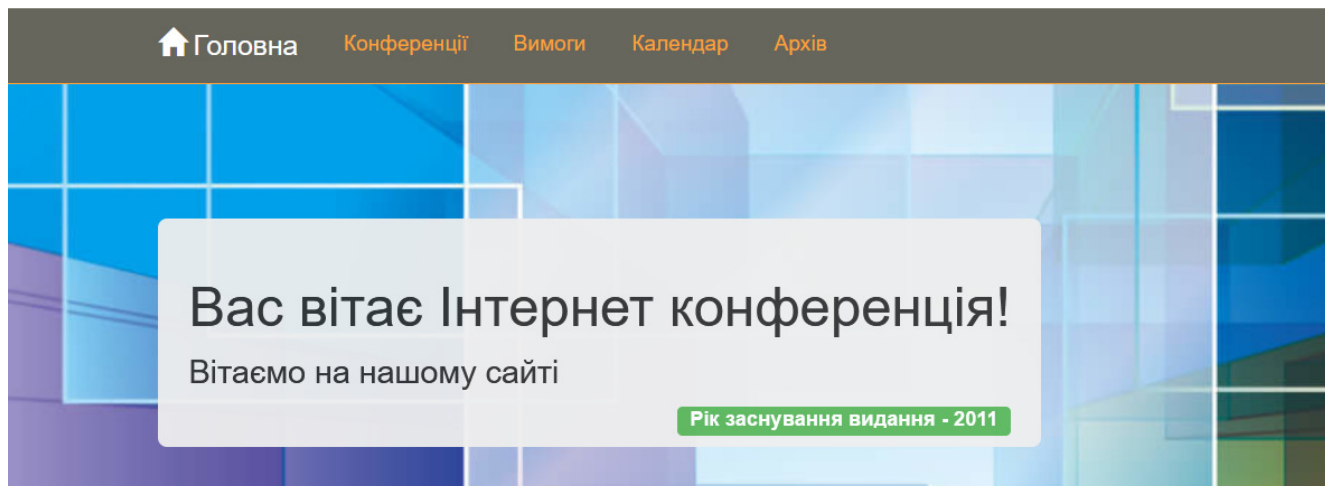 Головна Конференції Вимоги Календар Архів
Вас вітає Інтернет конференція!
Вітаємо на нашому сайті
Рік заснування видання - 2011